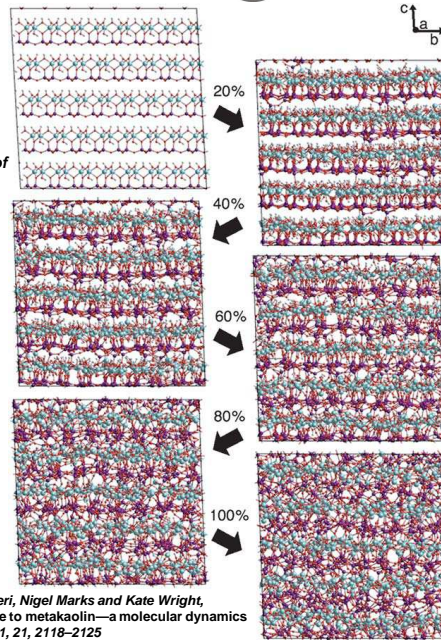 c
a
b
20%
of
40%
60%
80%
100%
eri, Nigel Marks and Kate Wright,
e to metakaolin—a molecular dynamics
1, 21, 2118–2125